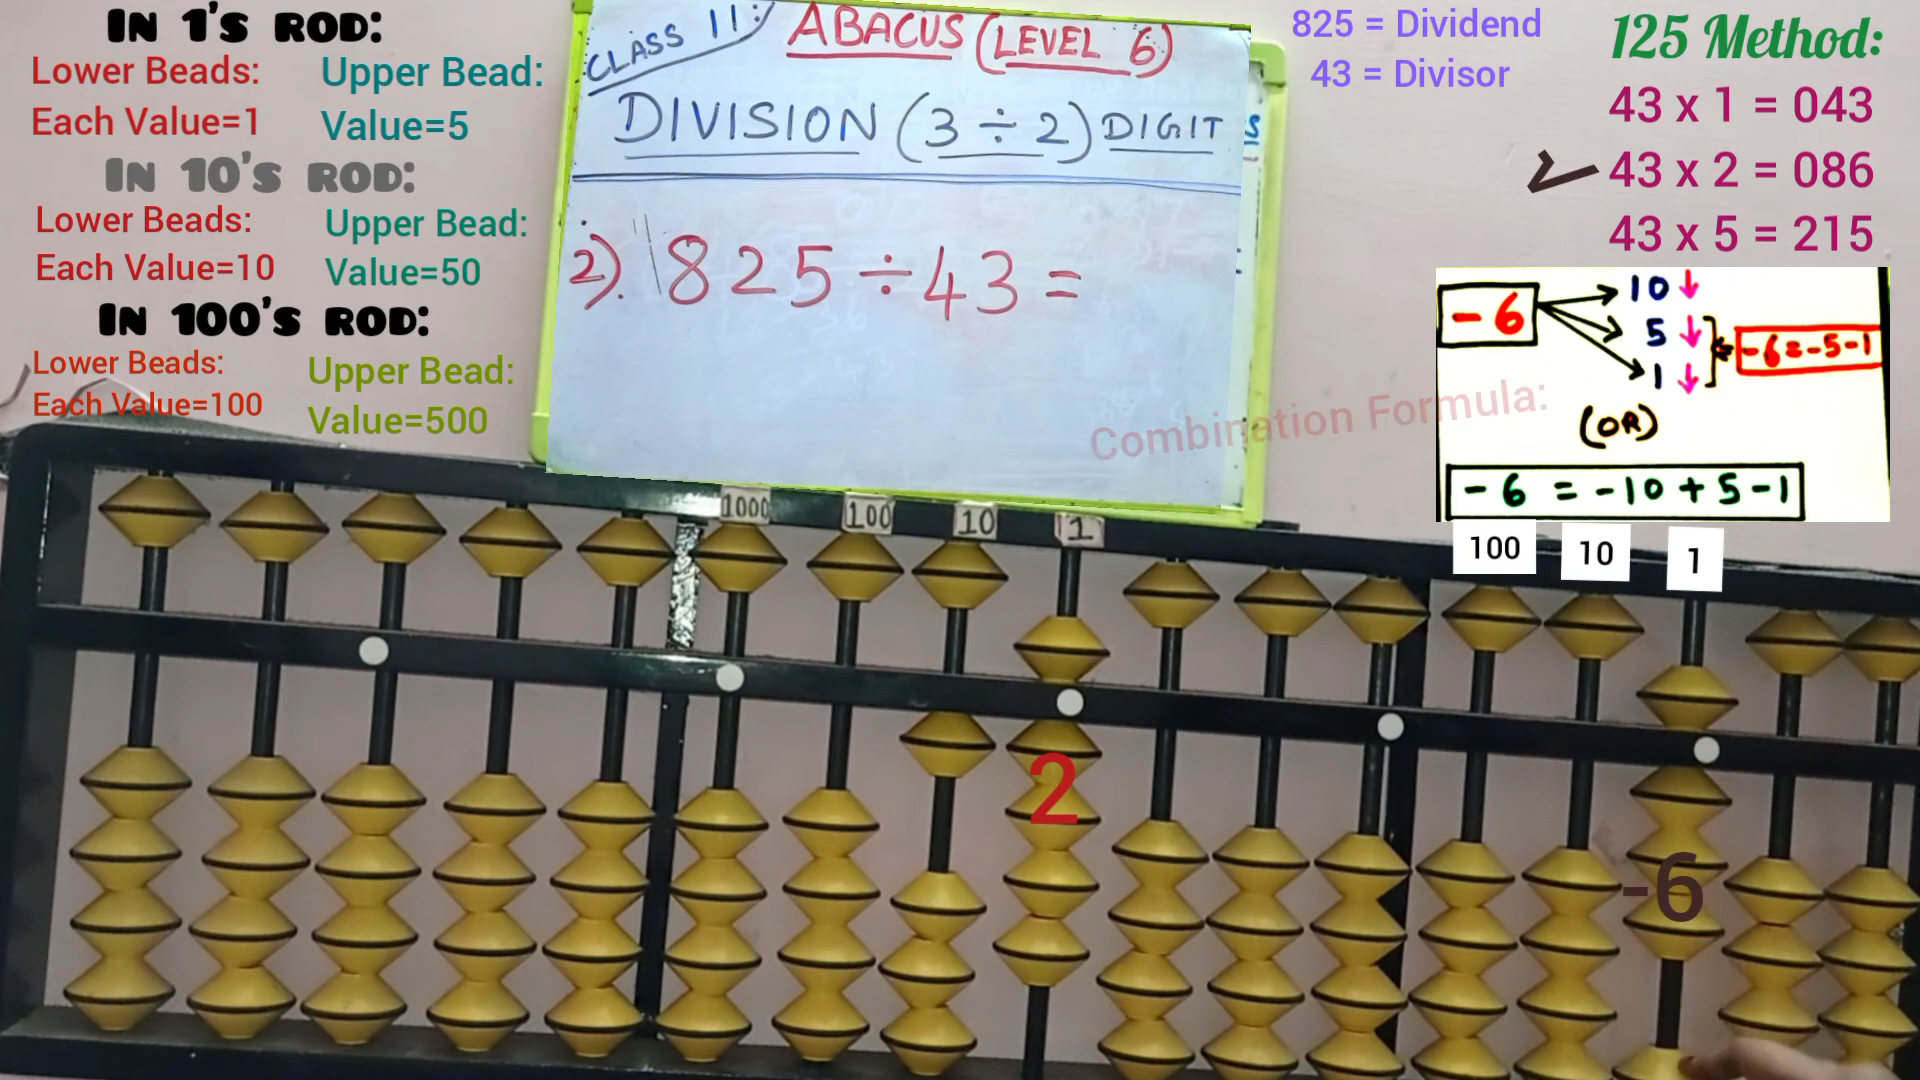 IN 1'S ROD:
Lower Beads: Upper Bead:
Each Value=1 Value=5
IN 10'S ROD:
Lower Beads: Upper Bead:
Each Value=10 Value=50
IN 100'S ROD:
Lower Beads: Upper Bead:
Each Value=100 Value=500
CLASS 11: ABACUS (LEVEL 6)
DIVISION (3 ÷ 2) DIGIT
2). 825 ÷ 43 =
825 = Dividend
43 = Divisor
125 Method:
43 x 1 = 043
43 x 2 = 086
43 x 5 = 215
Combination Formula:
-6
10 ↓
5 ↓
1 ↓
-6=-5-1
(OR)
-6 = -10+5-1
1000 100 10 1
100 10 1
2
-6